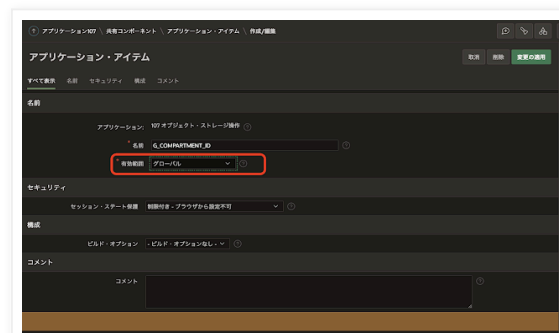 アプリケーション107 \ 共有コンポーネント \ アプリケーション・アイテム \ 作成/編集
アプリケーション・アイテム
取消 削除 変更の適用
すべて表示 名前 セキュリティ 構成 コメント
名前
アプリケーション: 107 オブジェクト・ストレージ操作
* 名前 G_COMPARTMENT_ID
* 有効範囲 グローバル
セキュリティ
セッション・ステート保護 制限付き - ブラウザから設定不可
構成
ビルド・オプション - ビルド・オプションなし -
コメント
コメント